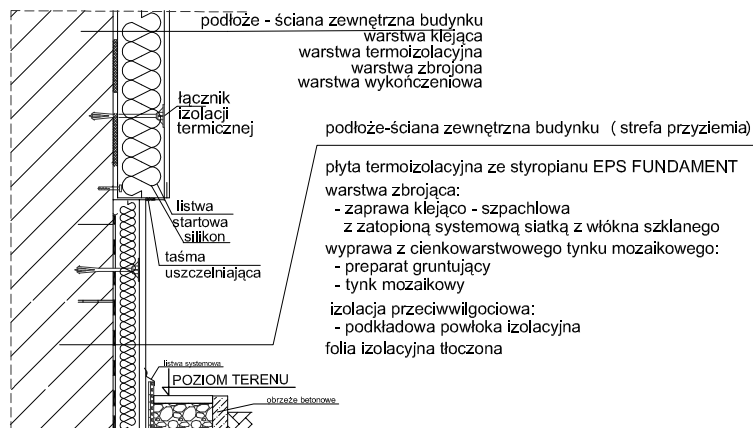 podłoże - ściana zewnętrzna budynku
warstwa klejąca
warstwa termoizolacyjna
warstwa zbrojona
warstwa wykończeniowa
łącznik
izolacji
termicznej
podłoże-ściana zewnętrzna budynku ( strefa przyziemia)
płyta termoizolacyjna ze styropianu EPS FUNDAMENT
warstwa zbrojąca:
- zaprawa klejąco - szpachlowa
z zatopioną systemową siatką z włókna szklanego
wyprawa z cienkowarstwowego tynku mozaikowego:
- preparat gruntujący
- tynk mozaikowy
izolacja przeciwwilgociowa:
- podkładowa powłoka izolacyjna
folia izolacyjna tłoczona
listwa
startowa
silikon
taśma
uszczelniająca
listwa systemowa
POZIOM TERENU
obrzeże betonowe